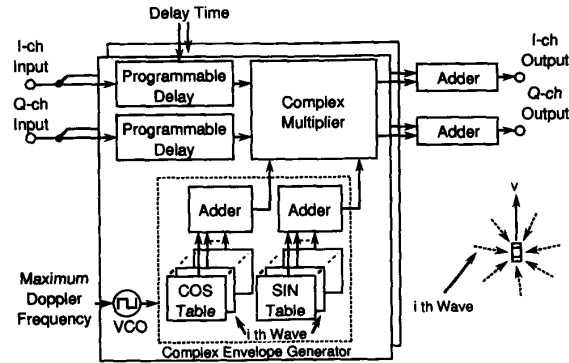 Delay Time
I-ch
Input
Q-ch
Input
Programmable
Delay
Programmable
Delay
Complex
Multiplier
Adder
Adder
I-ch
Output
Q-ch
Output
Adder
Adder
COS
Table
SIN
Table
i th Wave
Maximum
Doppler
Frequency
VCO
Complex Envelope Generator
v
i th Wave